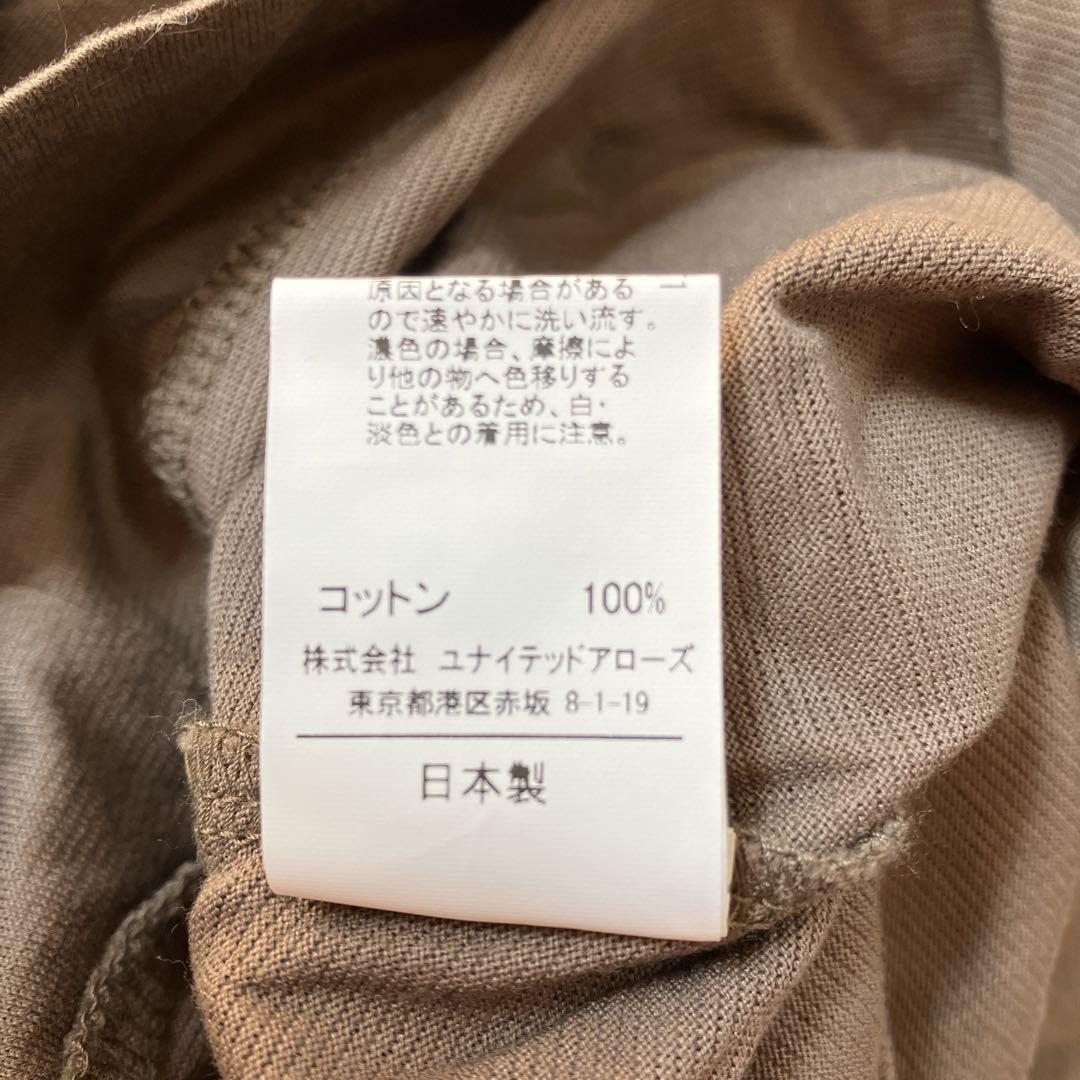 原因となる場合がある
ので速やかに洗い流す。
濃色の場合、摩擦によ
り他の物へ色移りする
ことがあるため、白・
淡色との着用に注意。
コットン 100%
株式会社 ユナイテッドアローズ
東京都港区赤坂 8-1-19
日本製